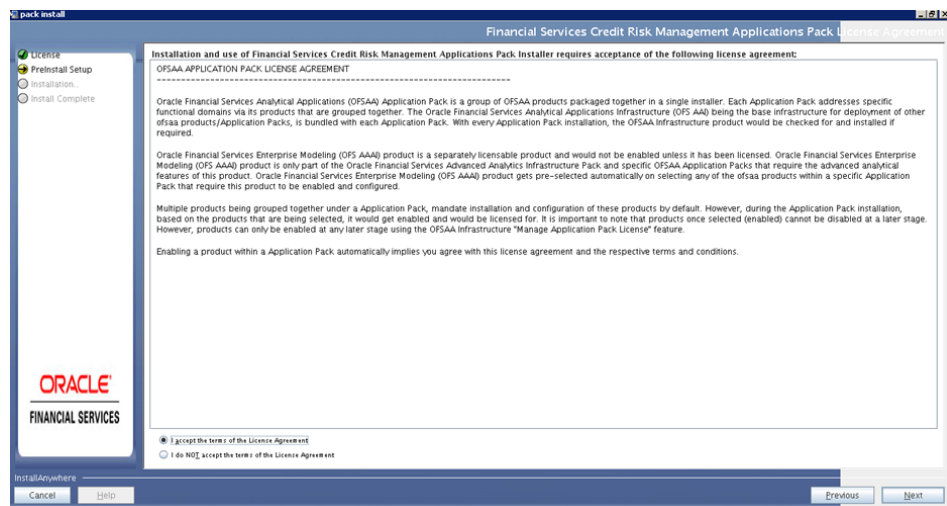 pack install
Financial Services Credit Risk Management Applications Pack License Agreement
License
PreInstall Setup
Installation...
Install Complete
Installation and use of Financial Services Credit Risk Management Applications Pack Installer requires acceptance of the following license agreement:
OFSAA APPLICATION PACK LICENSE AGREEMENT
--------------------------------------------------------------------------------
Oracle Financial Services Analytical Applications (OFSAA) Application Pack is a group of OFSAA products packaged together in a single installer. Each Application Pack addresses specific
functional domains via its products that are grouped together. The Oracle Financial Services Analytical Applications Infrastructure (OFS AAI) being the base infrastructure for deployment of other
ofsaa products/Application Packs, is bundled with each Application Pack. With every Application Pack installation, the OFSAA Infrastructure product would be checked for and installed if
required.
Oracle Financial Services Enterprise Modeling (OFS AAAI) product is a separately licensable product and would not be enabled unless it has been licensed. Oracle Financial Services Enterprise
Modeling (OFS AAAI) product is only part of the Oracle Financial Services Advanced Analytics Infrastructure Pack and specific OFSAA Application Packs that require the advanced analytical
features of this product. Oracle Financial Services Enterprise Modeling (OFS AAAI) product gets pre-selected automatically on selecting any of the ofsaa products within a specific Application
Pack that require this product to be enabled and configured.
Multiple products being grouped together under a Application Pack, mandate installation and configuration of these products by default. However, during the Application Pack installation,
based on the products that are being selected, it would get enabled and would be licensed for. It is important to note that products once selected (enabled) cannot be disabled at a later stage.
However, products can only be enabled at any later stage using the OFSAA Infrastructure "Manage Application Pack License" feature.
Enabling a product within a Application Pack automatically implies you agree with this license agreement and the respective terms and conditions.
ORACLE'
FINANCIAL SERVICES
I accept the terms of the License Agreement
I do NOT accept the terms of the License Agreement
InstallAnywhere
Cancel
Help
Previous
Next